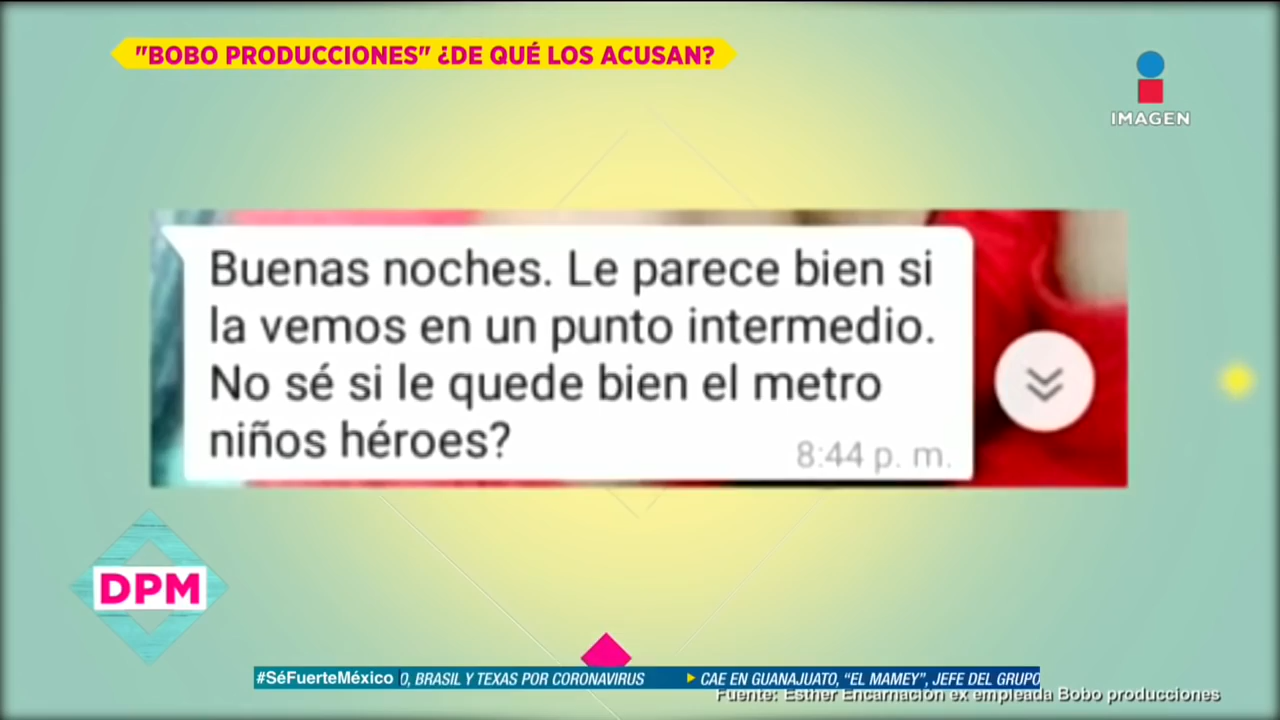 "BOBO PRODUCCIONES" ¿DE QUÉ LOS ACUSAN?
IMAGEN
Buenas noches. Le parece bien si
la vemos en un punto intermedio.
No sé si le quede bien el metro
niños héroes?
8:44 p. m.
DPM
#SéFuerteMéxico O, BRASIL Y TEXAS POR CORONAVIRUS CAE EN GUANAJUATO, “EL MAMEY”, JEFE DEL GRUPO
Fuente: Esther Encarnación ex empleada Bobo producciones